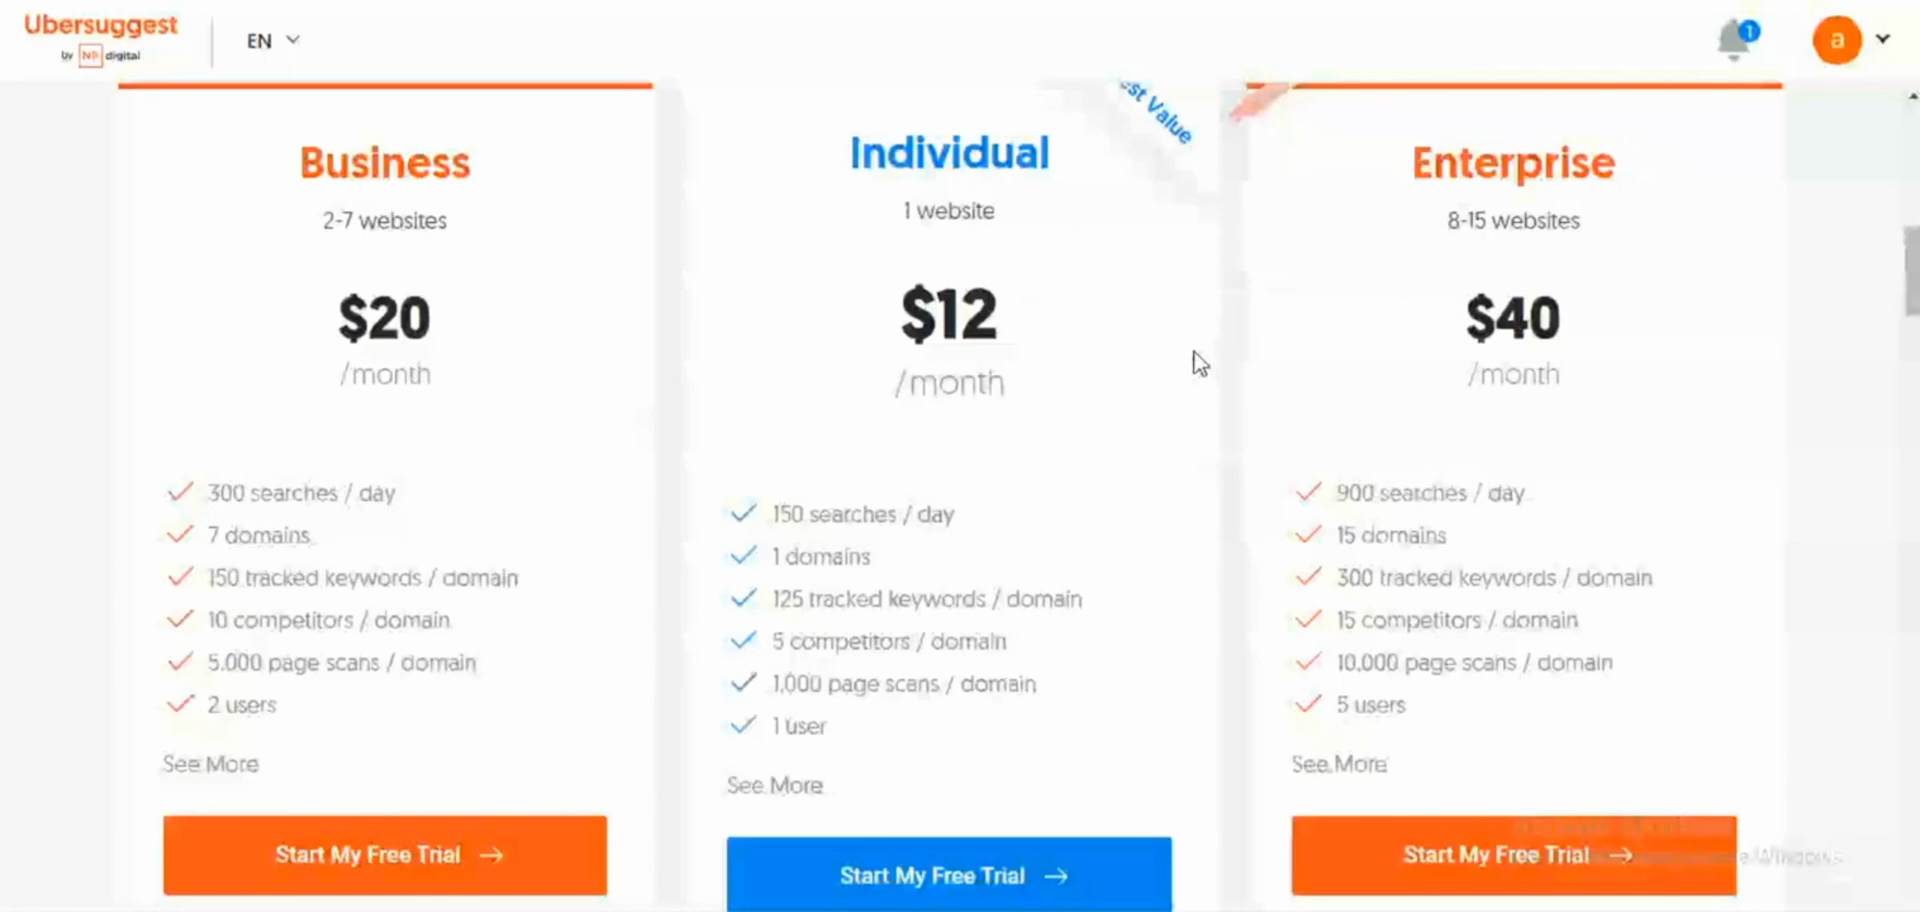 Ubersuggest
by NP digital
EN
1
a
Business
2-7 websites
$20
/month
300 searches / day
7 domains
150 tracked keywords / domain
10 competitors / domain
5.000 page scans / domain
2 users
See More
Start My Free Trial →
st Value
Individual
1 website
$12
/month
150 searches / day
1 domains
125 tracked keywords / domain
5 competitors / domain
1,000 page scans / domain
1 user
See More
Start My Free Trial →
Enterprise
8-15 websites
$40
/month
900 searches / day
15 domains
300 tracked keywords / domain
15 competitors / domain
10,000 page scans / domain
5 users
See More
Start My Free Trial →